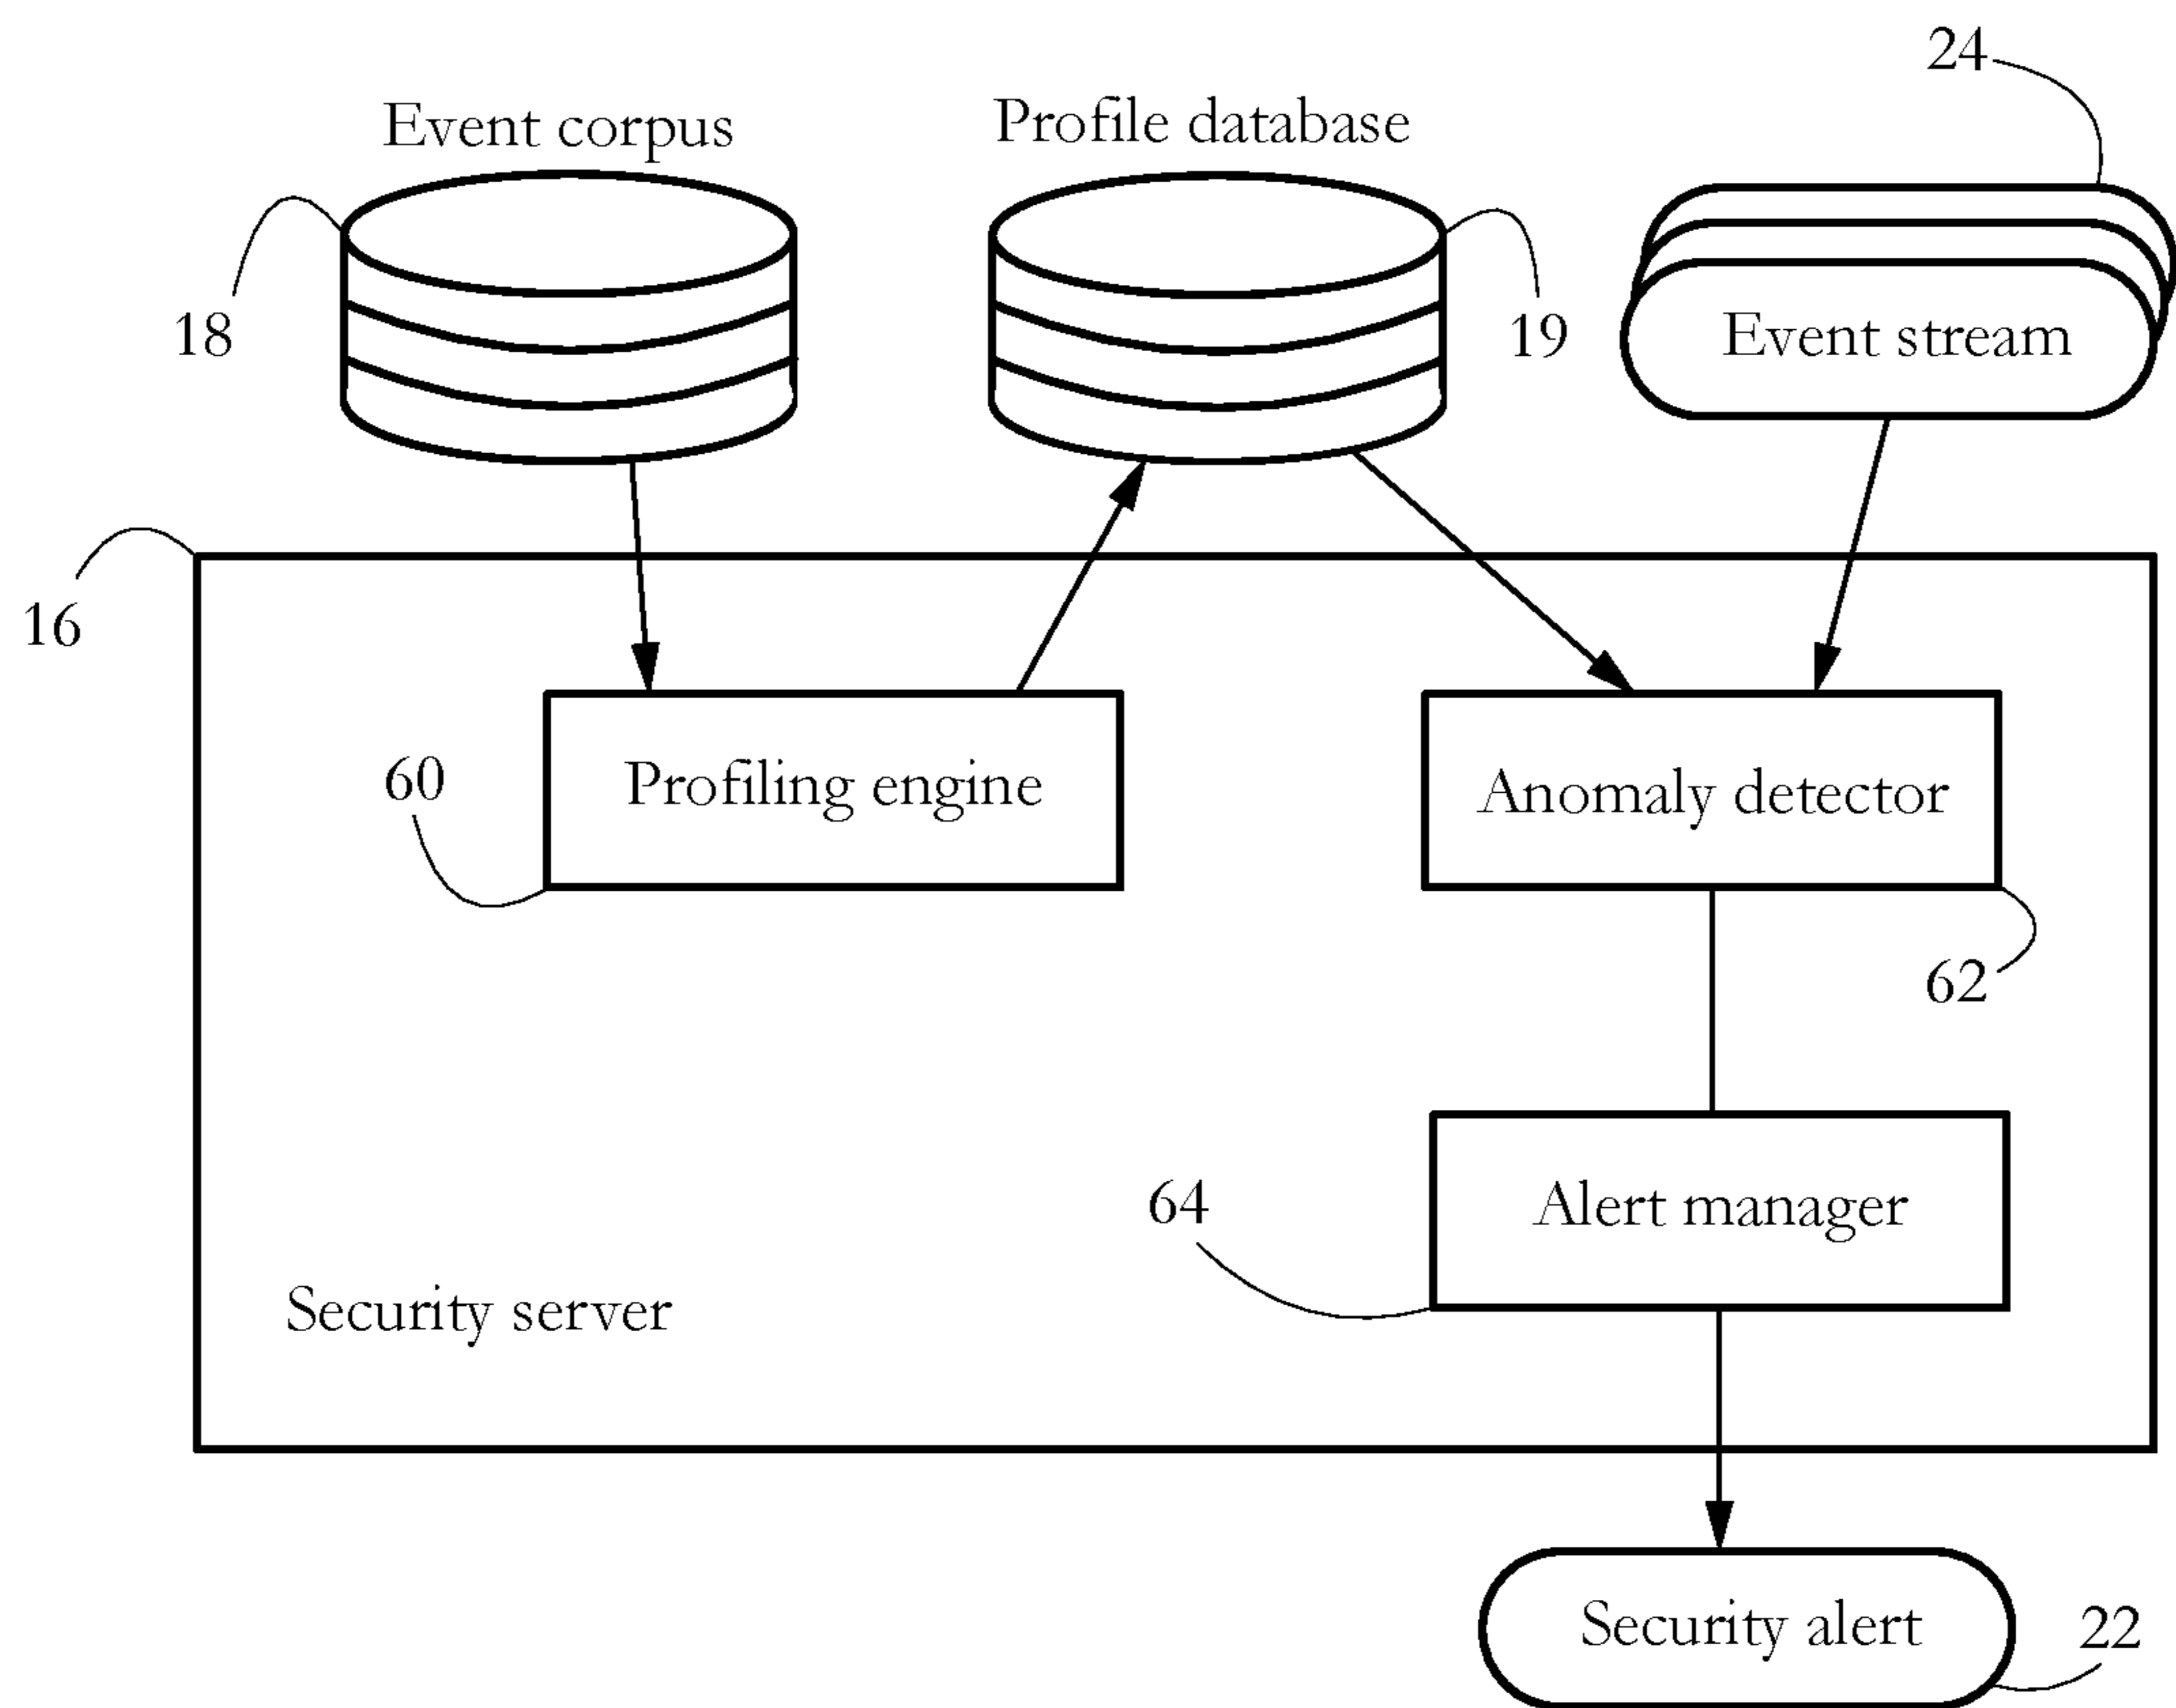 24
Event corpus
Profile database
18
19
Event stream
16
60
Profiling engine
Anomaly detector
62
64
Alert manager
Security server
Security alert
22